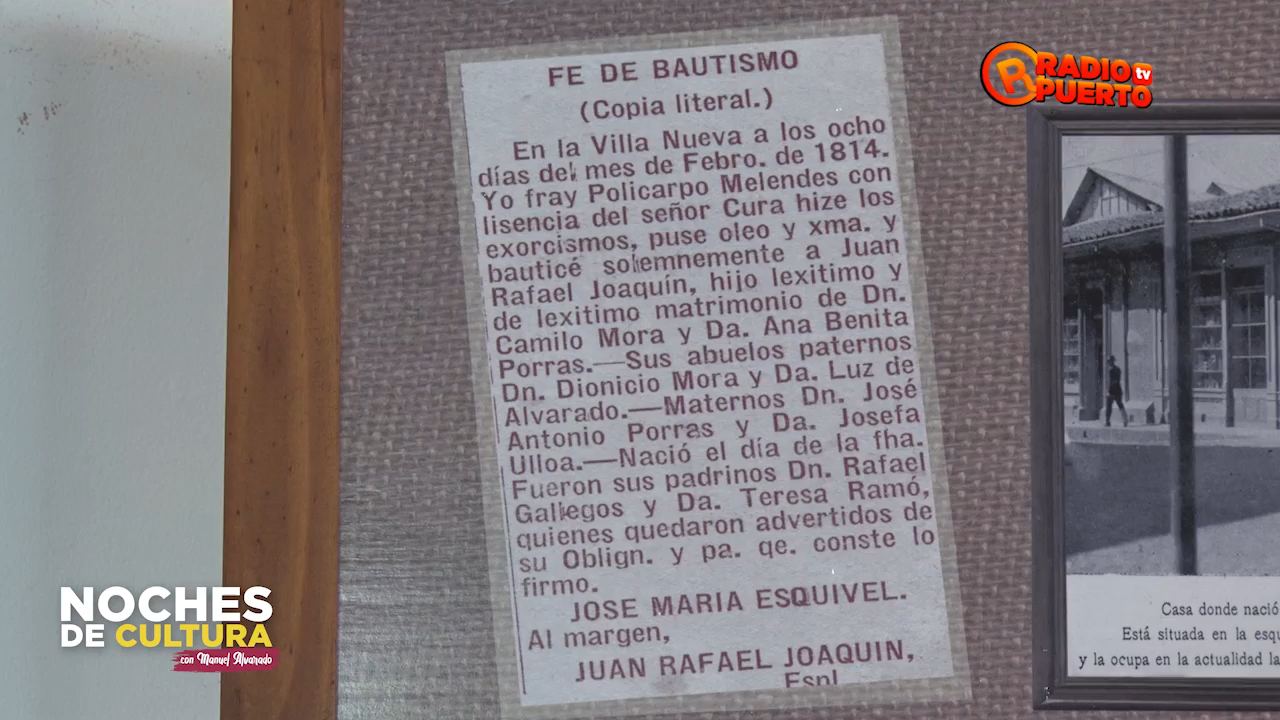 FE DE BAUTISMO
(Copia literal.)
En la Villa Nueva a los ocho
días del mes de Febro. de 1814.
Yo fray Policarpo Melendes con
lisencia del señor Cura hize los
exorcismos, puse oleo y xma. y
bauticé solemnemente a Juan
Rafael Joaquín, hijo lexitimo y
de lexitimo matrimonio de Dn.
Camilo Mora y Da. Ana Benita
Porras.—Sus abuelos paternos
Dn. Dionicio Mora y Da. Luz de
Alvarado.—Maternos Dn. José
Antonio Porras y Da. Josefa
Ulloa.—Nació el día de la fha.
Fueron sus padrinos Dn. Rafael
Gallegos y Da. Teresa Ramó,
quienes quedaron advertidos de
su Oblign. y pa. qe. conste lo
firmo.
JOSE MARIA ESQUIVEL.
Al margen,
JUAN RAFAEL JOAQUIN,
Espl
RADIO tv
PUERTO
Casa donde nació
Está situada en la esq
y la ocupa en la actualidad la
NOCHES
DE CULTURA
con Manuel Alvarado